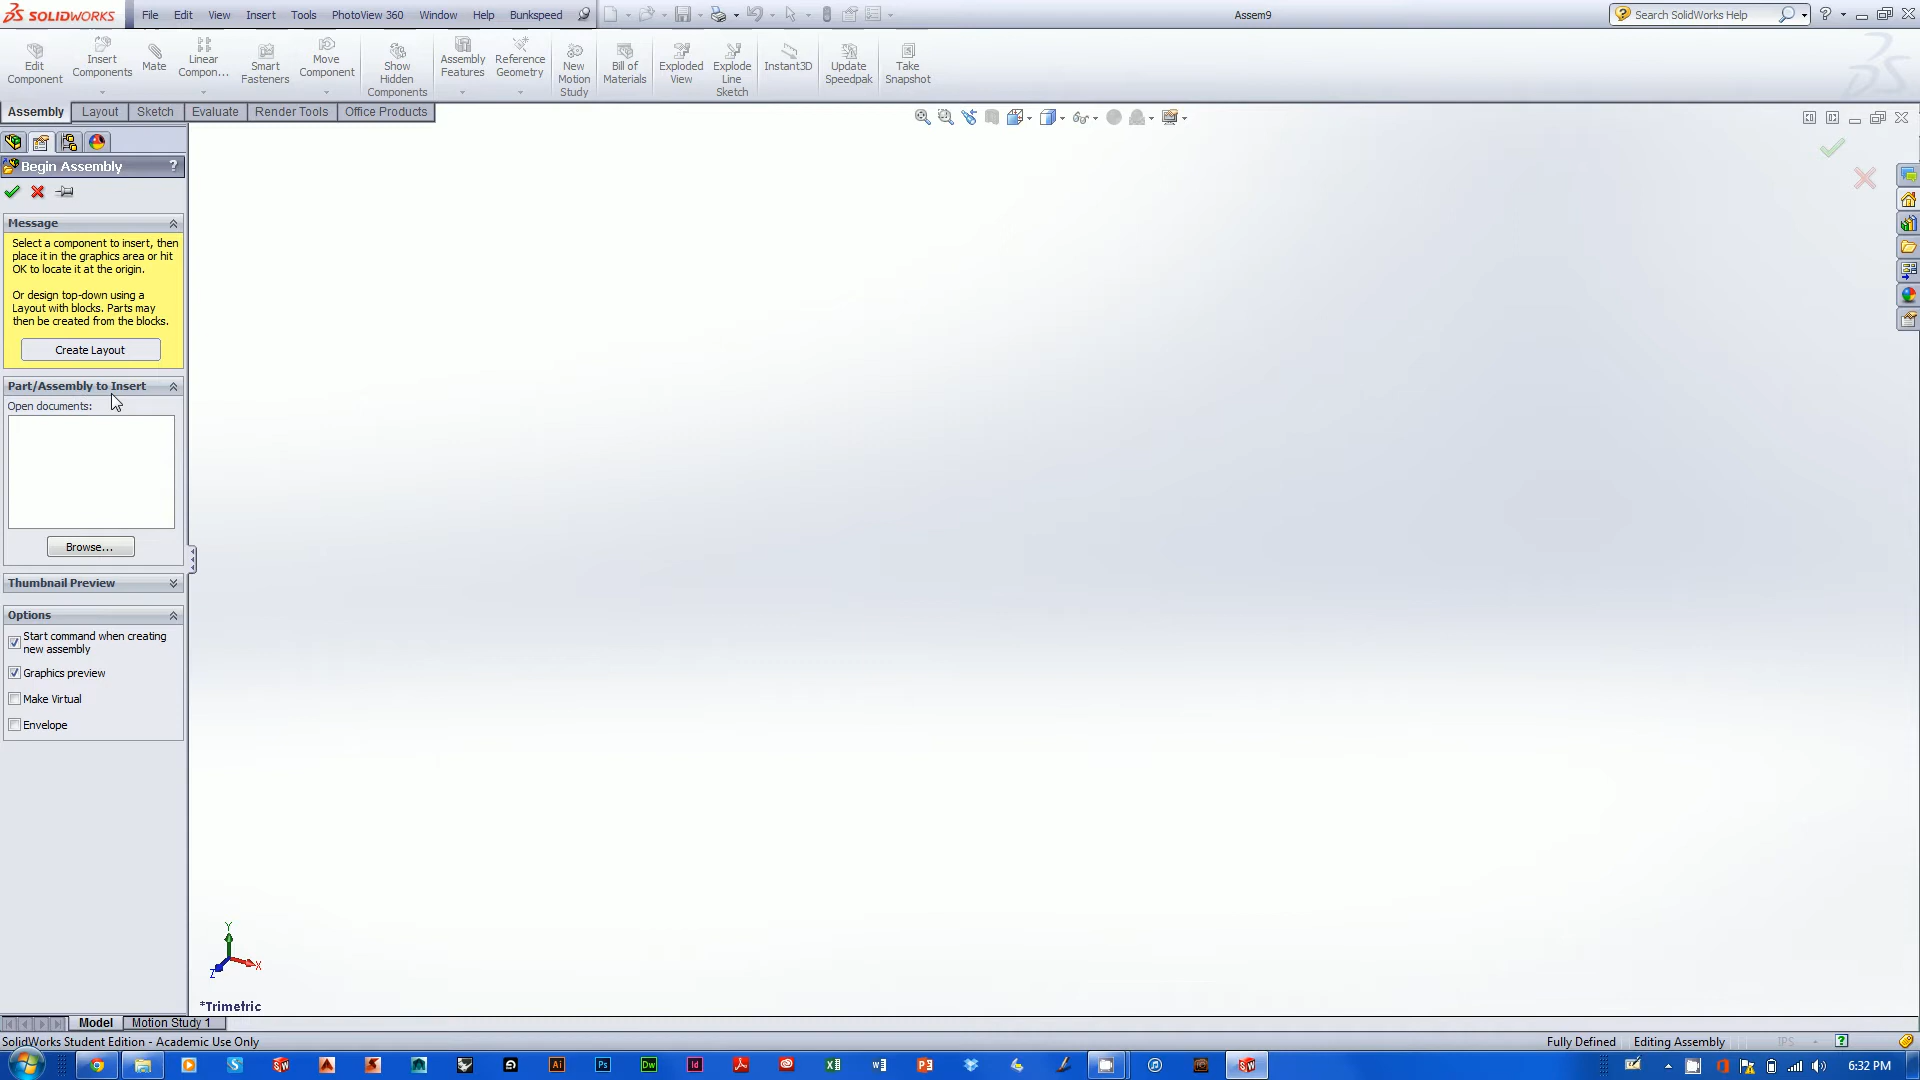 SOLIDWORKS File Edit View Insert Tools PhotoView 360 Window Help Bunkspeed Assem9 Search SolidWorks Help
Edit Component
Insert Components
Mate
Linear Compon...
Smart Fasteners
Move Component
Show Hidden Components
Assembly Features
Reference Geometry
New Motion Study
Bill of Materials
Exploded View
Explode Line Sketch
Instant3D
Update Speedpak
Take Snapshot
Assembly Layout Sketch Evaluate Render Tools Office Products
Begin Assembly ?
Message
Select a component to insert, then
place it in the graphics area or hit
OK to locate it at the origin.
Or design top-down using a
Layout with blocks. Parts may
then be created from the blocks.
Create Layout
Part/Assembly to Insert
Open documents:
Browse...
Thumbnail Preview
Options
Start command when creating
new assembly
Graphics preview
Make Virtual
Envelope
Y
X
Z
*Trimetric
Model Motion Study 1
SolidWorks Student Edition - Academic Use Only Fully Defined Editing Assembly IPS
6:32 PM